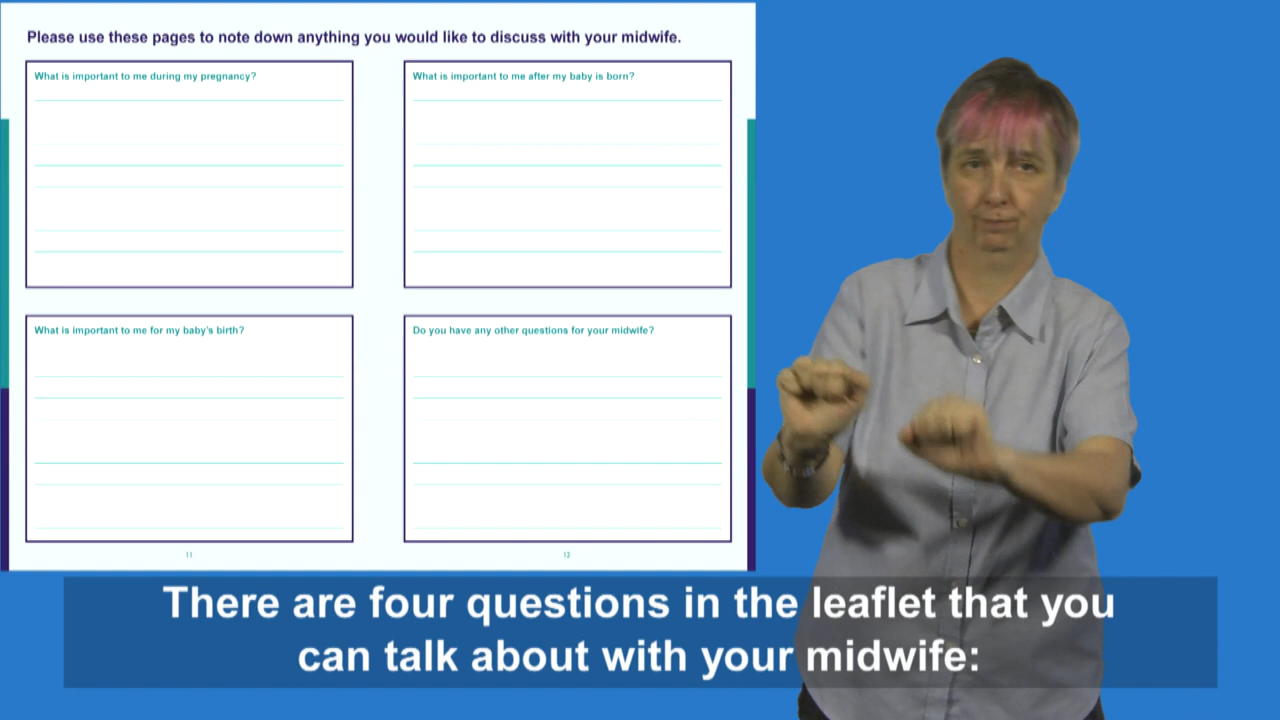 Please use these pages to note down anything you would like to discuss with your midwife.
What is important to me during my pregnancy?
What is important to me after my baby is born?
What is important to me for my baby's birth?
Do you have any other questions for your midwife?
11
12
There are four questions in the leaflet that you
can talk about with your midwife: